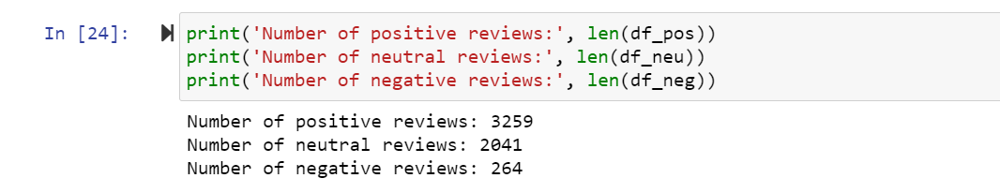 In [24]: print('Number of positive reviews:', len(df_pos))
print('Number of neutral reviews:', len(df_neu))
print('Number of negative reviews:', len(df_neg))
Number of positive reviews: 3259
Number of neutral reviews: 2041
Number of negative reviews: 264